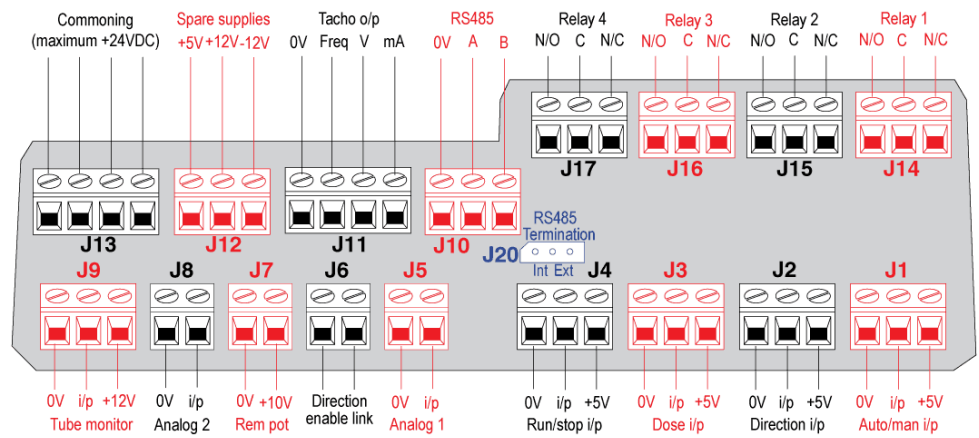 Commoning
(maximum +24VDC)
Spare supplies
+5V +12V -12V
Tacho o/p
0V Freq V mA
RS485
0V A B
Relay 4
N/O C N/C
Relay 3
N/O C N/C
Relay 2
N/O C N/C
Relay 1
N/O C N/C
J17
J16
J15
J14
J13
J12
J11
J10
RS485
Termination
J20
Int Ext
J9
J8
J7
J6
J5
J4
J3
J2
J1
0V i/p +12V
Tube monitor
0V i/p
Analog 2
0V +10V
Rem pot
Direction
enable link
0V i/p
Analog 1
0V i/p +5V
Run/stop i/p
0V i/p +5V
Dose i/p
0V i/p +5V
Direction i/p
0V i/p +5V
Auto/man i/p